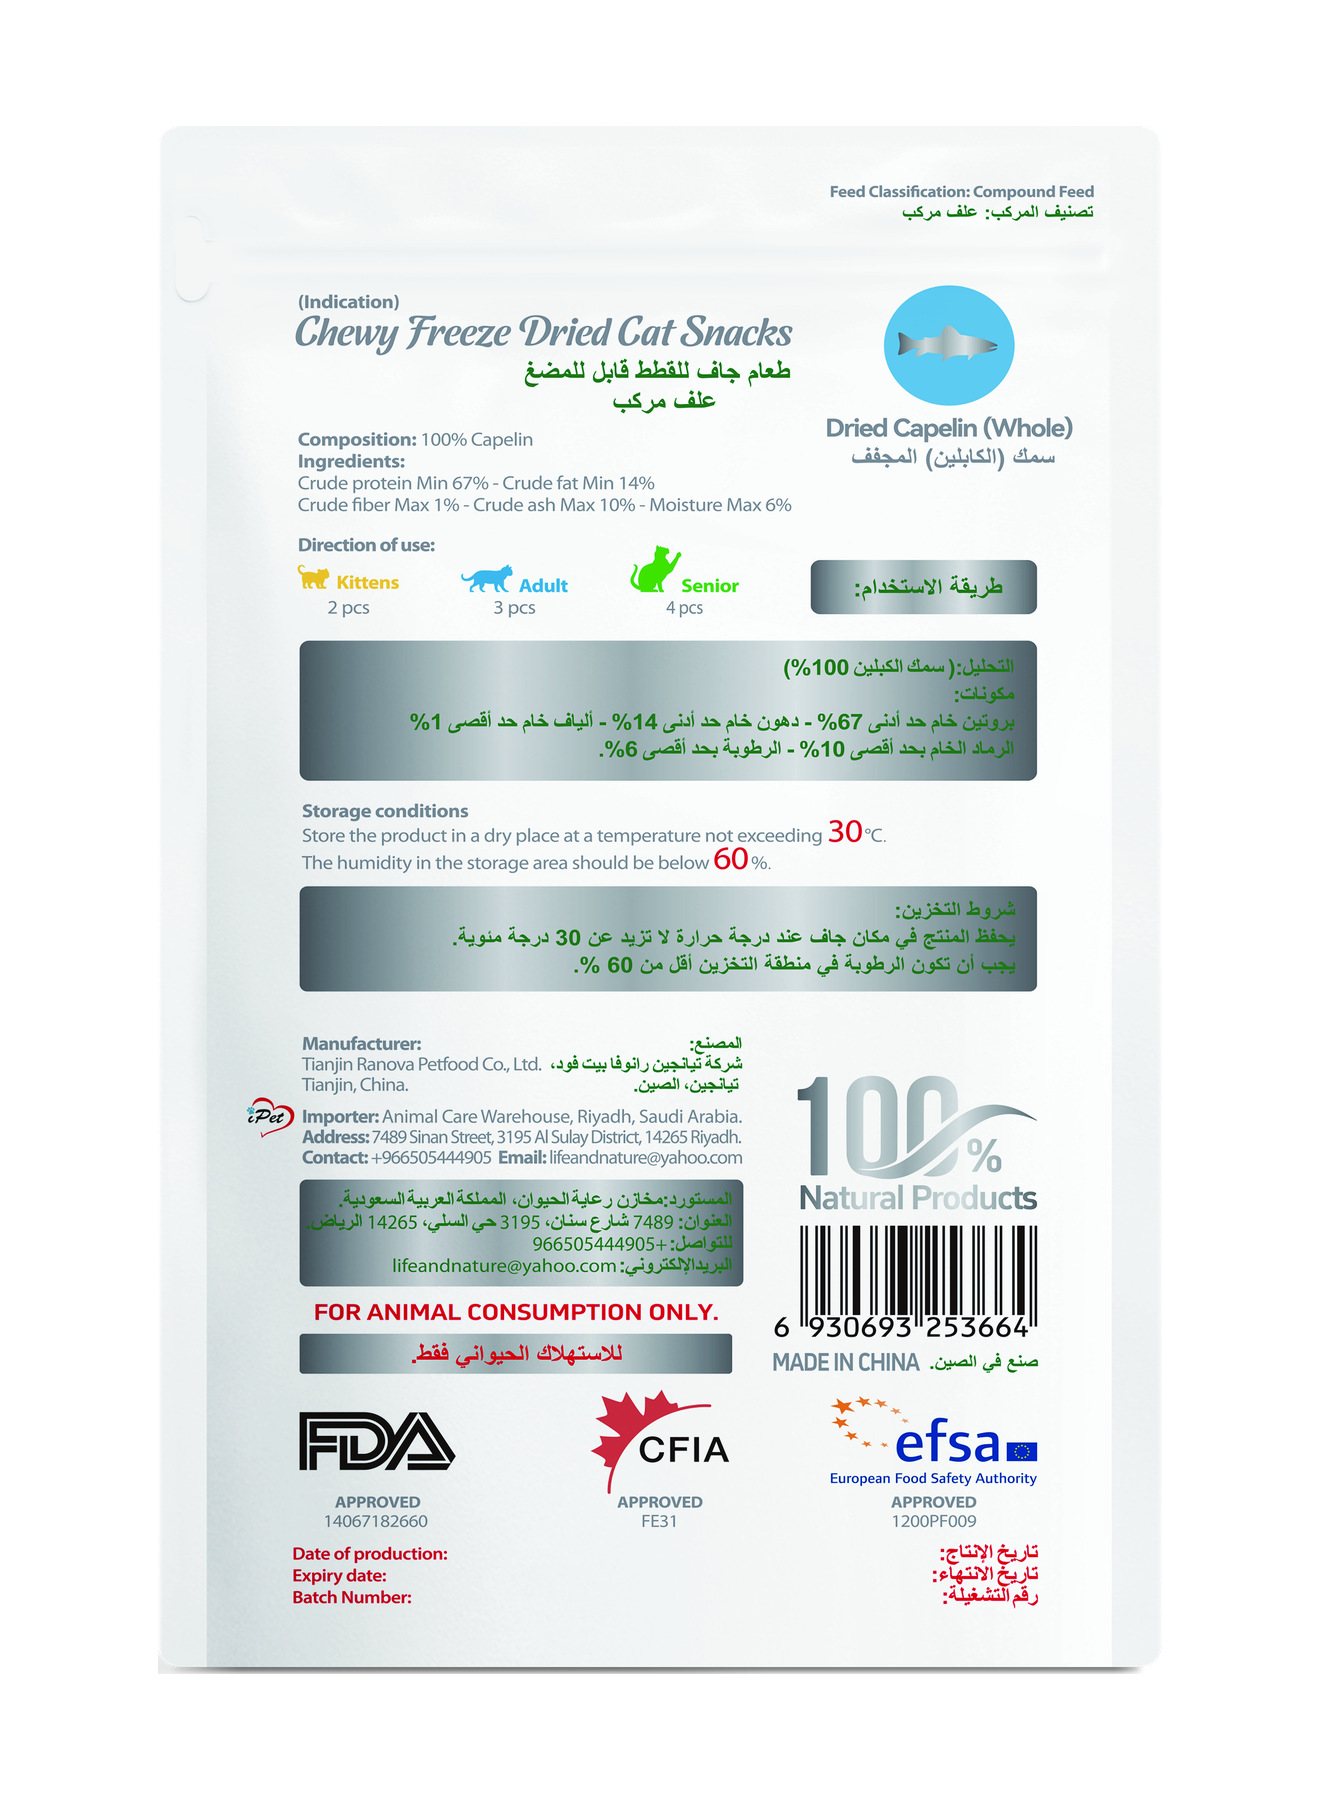 Feed Classification: Compound Feed
تصنيف المركب: علف مركب
(Indication)
Chewy Freeze Dried Cat Snacks
طعام جاف للقطط قابل للمضغ
علف مركب
Dried Capelin (Whole)
سمك (الكابلين) المجفف
Composition: 100% Capelin
Ingredients:
Crude protein Min 67% - Crude fat Min 14%
Crude fiber Max 1% - Crude ash Max 10% - Moisture Max 6%
Direction of use:
Kittens Adult Senior
2 pcs 3 pcs 4 pcs
طريقة الاستخدام:
التحليل:( سمك الكبلين 100%)
مكونات:
بروتين خام حد أدنى 67% - دهون خام حد أدنى 14% - ألياف خام حد أقصى 1%
الرماد الخام بحد أقصى 10% - الرطوبة بحد أقصى 6%.
Storage conditions
Store the product in a dry place at a temperature not exceeding 30°C.
The humidity in the storage area should be below 60%.
شروط التخزين:
يحفظ المنتج في مكان جاف عند درجة حرارة لا تزيد عن 30 درجة مئوية.
يجب أن تكون الرطوبة في منطقة التخزين أقل من 60 %.
Manufacturer:
Tianjin Ranova Petfood Co., Ltd.
Tianjin, China.
المصنع:
شركة تيانجين رانوفا بيت فود،
تيانجين، الصين.
iPet
Importer: Animal Care Warehouse, Riyadh, Saudi Arabia.
Address: 7489 Sinan Street, 3195 Al Sulay District, 14265 Riyadh.
Contact: +966505444905 Email: lifeandnature@yahoo.com
المستورد:مخازن رعاية الحيوان، المملكة العربية السعودية.
العنوان: 7489 شارع سنان، 3195 حي السلي، 14265 الرياض.
للتواصل: +966505444905
البريدالإلكتروني: lifeandnature@yahoo.com
FOR ANIMAL CONSUMPTION ONLY.
للاستهلاك الحيواني فقط.
100%
Natural Products
6 930693 253664
MADE IN CHINA صنع في الصين.
FDA
APPROVED
14067182660
CFIA
APPROVED
FE31
efsa
European Food Safety Authority
APPROVED
1200PF009
Date of production:
Expiry date:
Batch Number:
تاريخ الإنتاج:
تاريخ الانتهاء:
رقم التشغيلة: